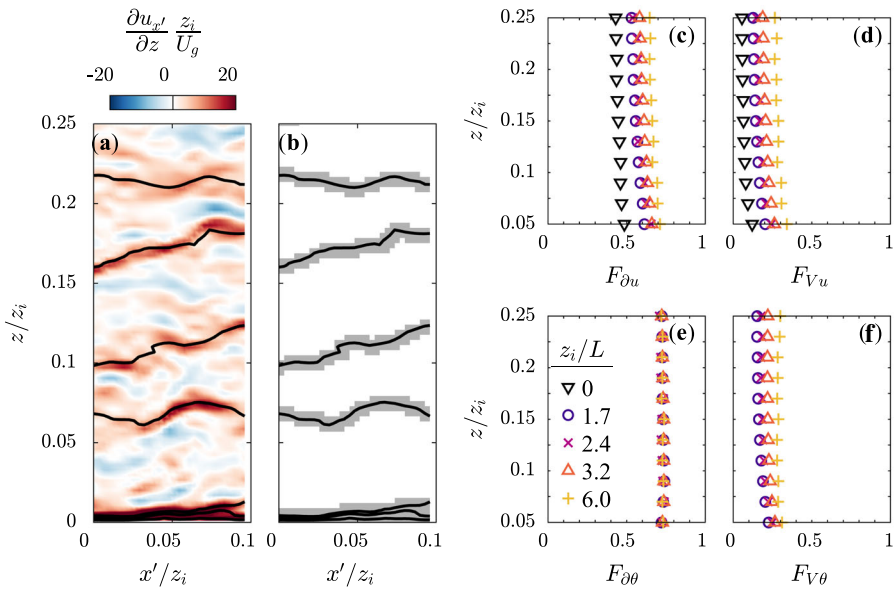 ∂u_{x'}/∂z z_i/U_g
-20 0 20
(a)
0.25
0.2
0.15
0.1
0.05
0
z/z_i
0 0.05 0.1
x'/z_i
(b)
0 0.05 0.1
x'/z_i
(c)
0.25
0.2
0.15
0.1
0.05
z/z_i
0 0.5 1
F_{∂u}
(d)
0 0.5 1
F_{Vu}
(e)
0.25
0.2
0.15
0.1
0.05
z/z_i
z_i/L
0
1.7
2.4
3.2
6.0
0 0.5 1
F_{∂θ}
(f)
0 0.5 1
F_{Vθ}